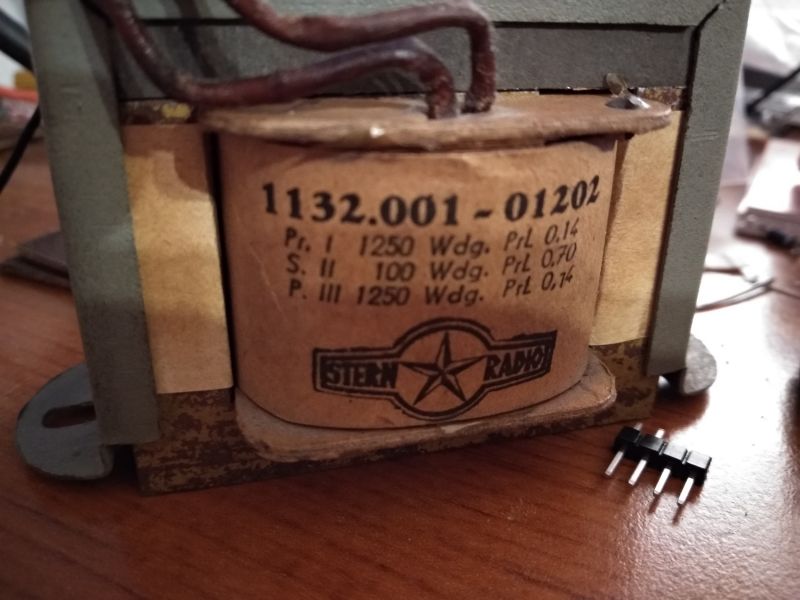 1132.001 - 01202
Pr. I 1250 Wdg. PrL 0,14
S. II 100 Wdg. PrL 0,70
P. III 1250 Wdg. PrL 0,14
STERN RADIO